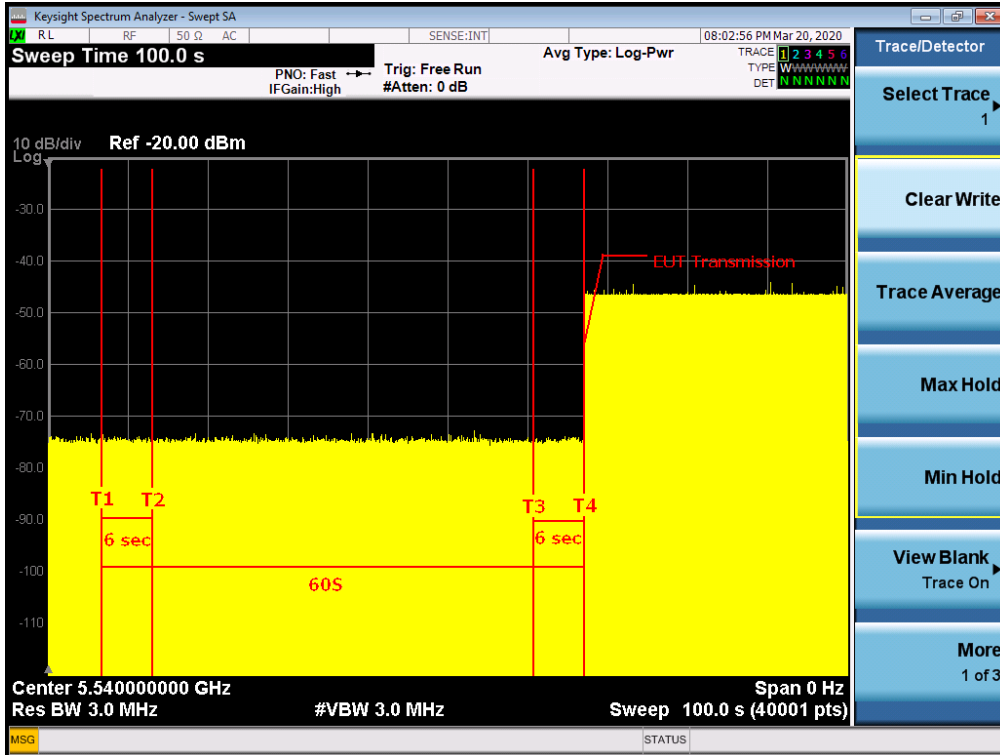 Keysight Spectrum Analyzer - Swept SA
LXI RL RF 50 Ω AC SENSE:INT 08:02:56 PM Mar 20, 2020
Sweep Time 100.0 s
PNO: Fast
IFGain:High
Trig: Free Run
#Atten: 0 dB
Avg Type: Log-Pwr
TRACE 1 2 3 4 5 6
TYPE WWWWWW
DET N N N N N N
10 dB/div
Log
Ref -20.00 dBm
-30.0
-40.0
-50.0
-60.0
-70.0
-80.0
-90.0
-100
-110
EUT Transmission
T1 T2 T3 T4
6 sec 6 sec
60S
Center 5.540000000 GHz Span 0 Hz
Res BW 3.0 MHz #VBW 3.0 MHz Sweep 100.0 s (40001 pts)
MSG STATUS
Trace/Detector
Select Trace
1
Clear Write
Trace Average
Max Hold
Min Hold
View Blank
Trace On
More
1 of 3